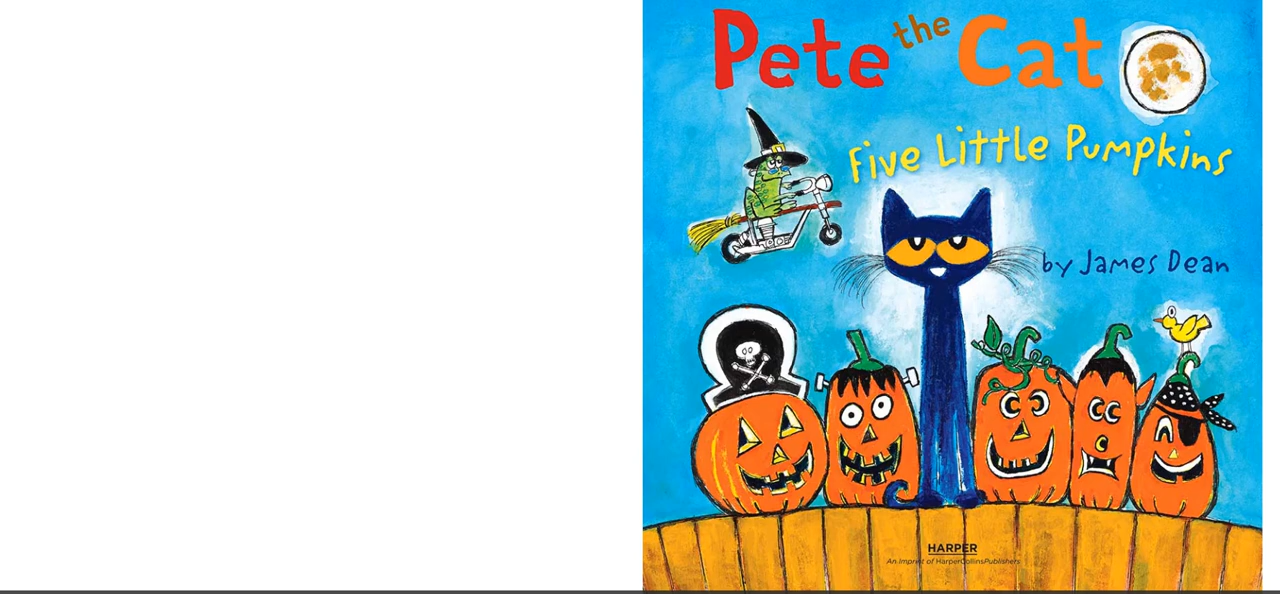 Pete the Cat
Five Little Pumpkins
by James Dean
HARPER
An Imprint of HarperCollinsPublishers